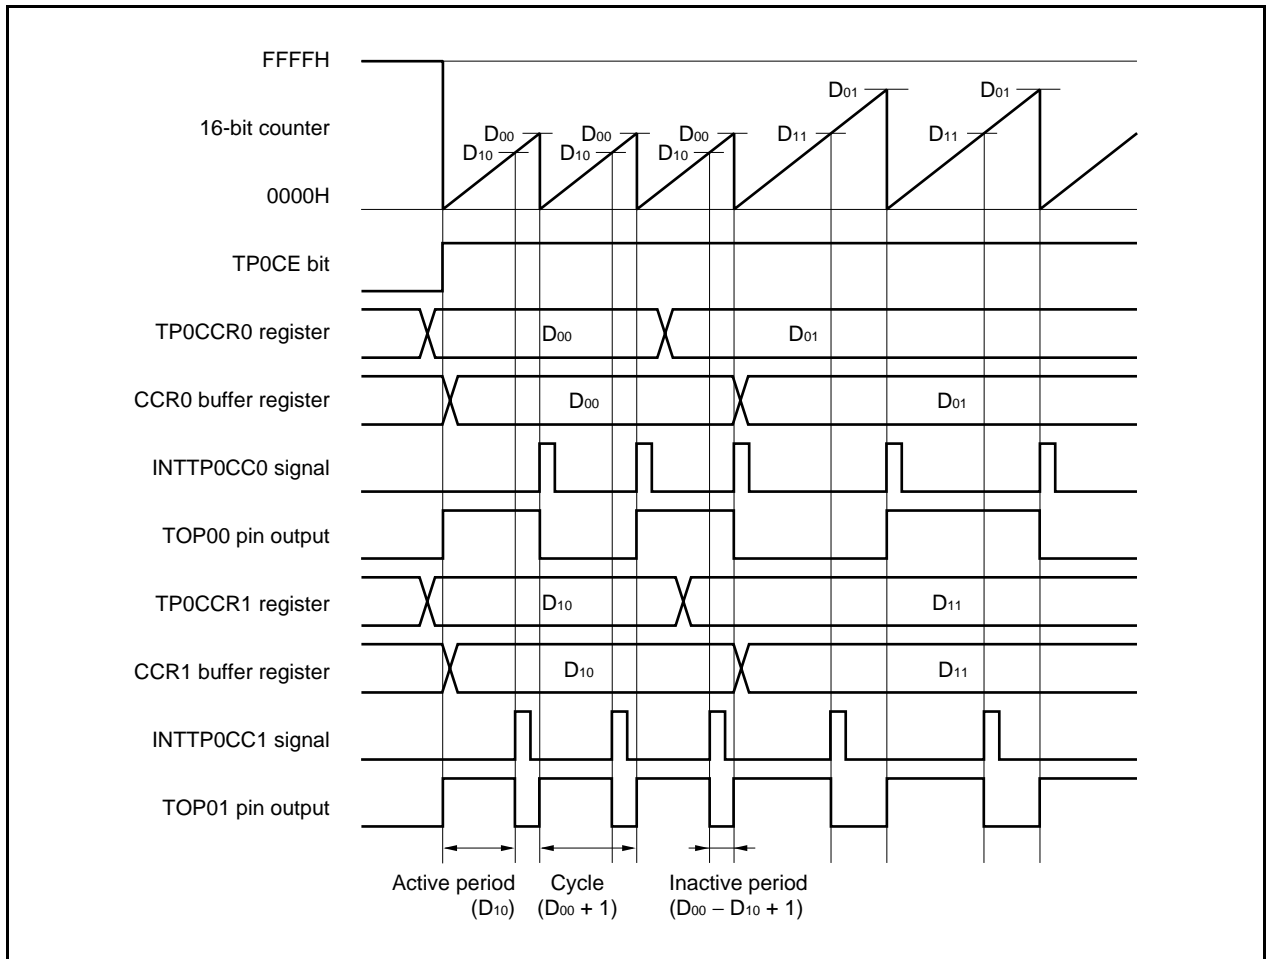 FFFFH
D01 D01
16-bit counter D00 D00 D00 D11 D11
D10 D10 D10
0000H
TP0CE bit
TP0CCR0 register D00 D01
CCR0 buffer register D00 D01
INTTP0CC0 signal
TOP00 pin output
TP0CCR1 register D10 D11
CCR1 buffer register D10 D11
INTTP0CC1 signal
TOP01 pin output
Active period Cycle Inactive period
(D10) (D00 + 1) (D00 − D10 + 1)